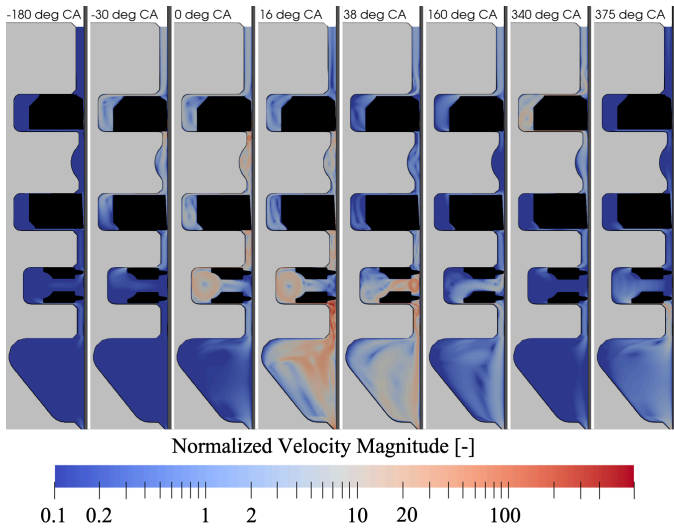 -180 deg CA -30 deg CA 0 deg CA 16 deg CA 38 deg CA 160 deg CA 340 deg CA 375 deg CA
Normalized Velocity Magnitude [-]
0.1 0.2 1 2 10 20 100